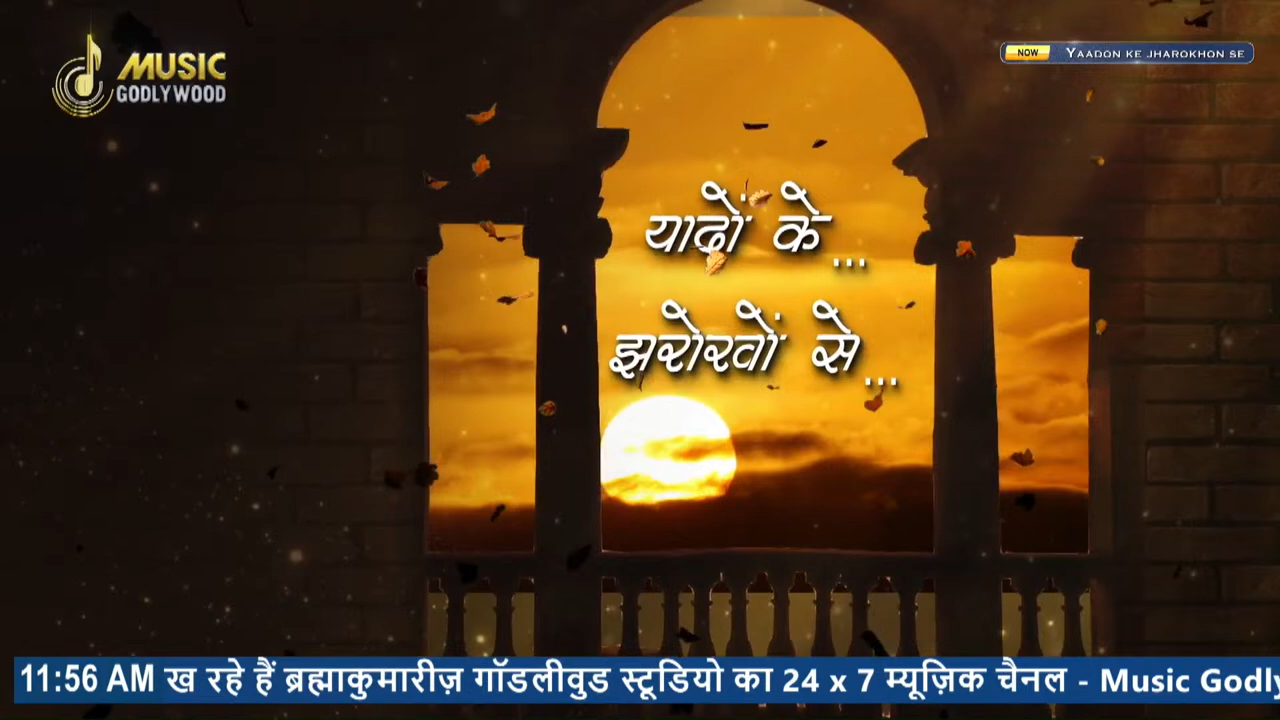 MUSIC
GODLYWOOD
NOW YAADON KE JHAROKHON SE
यादों के...
झरोखों से...
11:56 AM ख रहे हैं ब्रह्माकुमारीज़ गॉडलीवुड स्टूडियो का 24 x 7 म्यूज़िक चैनल - Music Godly